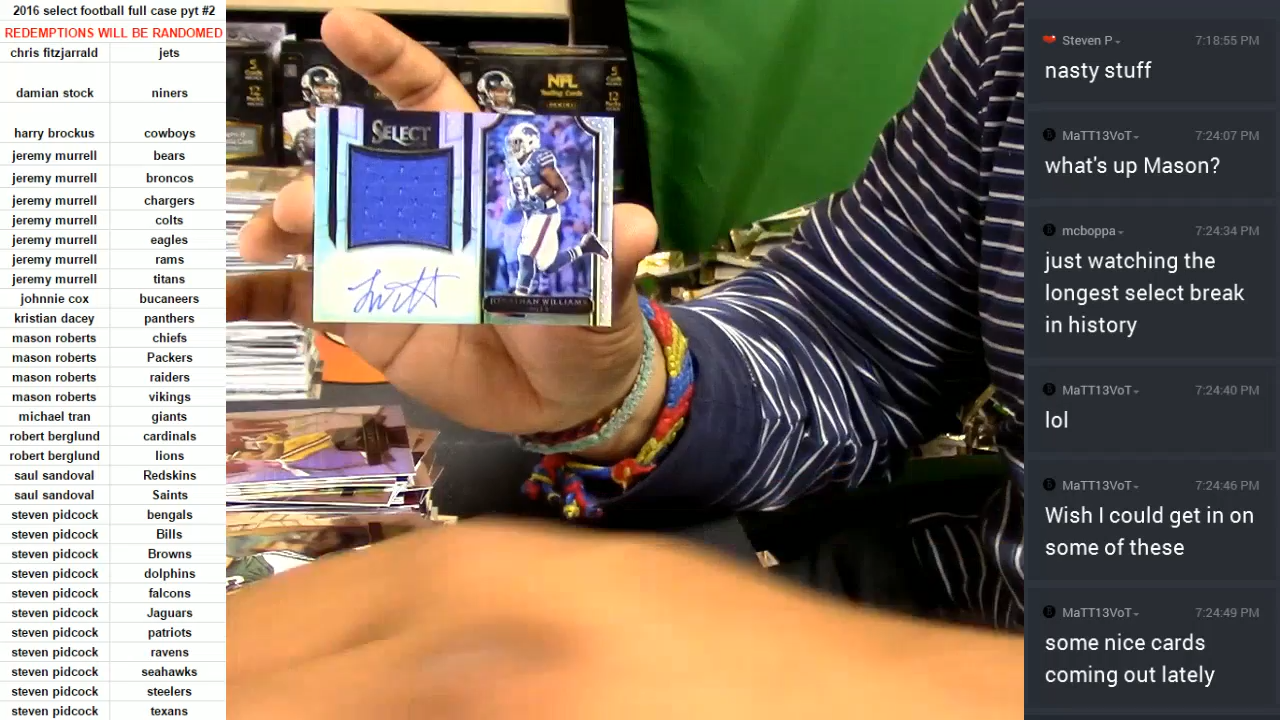 2016 select football full case pyt #2
REDEMPTIONS WILL BE RANDOMED
chris fitzjarrald jets
damian stock niners
harry brockus cowboys
jeremy murrell bears
jeremy murrell broncos
jeremy murrell chargers
jeremy murrell colts
jeremy murrell eagles
jeremy murrell rams
jeremy murrell titans
johnnie cox bucaneers
kristian dacey panthers
mason roberts chiefs
mason roberts Packers
mason roberts raiders
mason roberts vikings
michael tran giants
robert berglund cardinals
robert berglund lions
saul sandoval Redskins
saul sandoval Saints
steven pidcock bengals
steven pidcock Bills
steven pidcock Browns
steven pidcock dolphins
steven pidcock falcons
steven pidcock Jaguars
steven pidcock patriots
steven pidcock ravens
steven pidcock seahawks
steven pidcock steelers
steven pidcock texans
5
12
NFL
Trading Cards
5
12
SELECT
JONATHAN WILLIAMS
Steven P 7:18:55 PM
nasty stuff
MaTT13VoT 7:24:07 PM
what's up Mason?
mcboppa 7:24:34 PM
just watching the
longest select break
in history
MaTT13VoT 7:24:40 PM
lol
MaTT13VoT 7:24:46 PM
Wish I could get in on
some of these
MaTT13VoT 7:24:49 PM
some nice cards
coming out lately